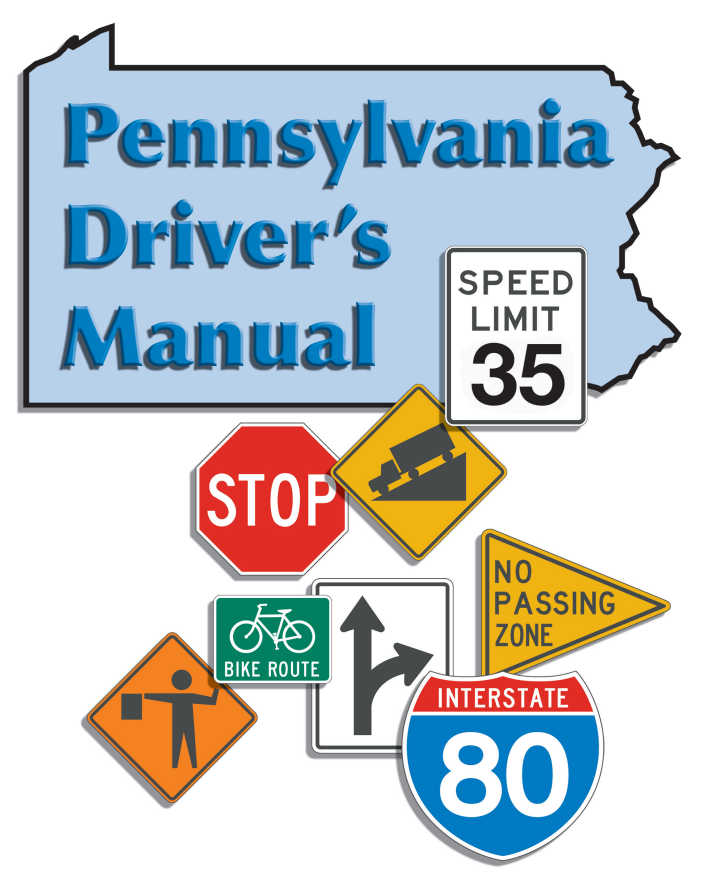 Pennsylvania
Driver's
Manual
SPEED
LIMIT
35
STOP
NO
PASSING
ZONE
BIKE ROUTE
INTERSTATE
80